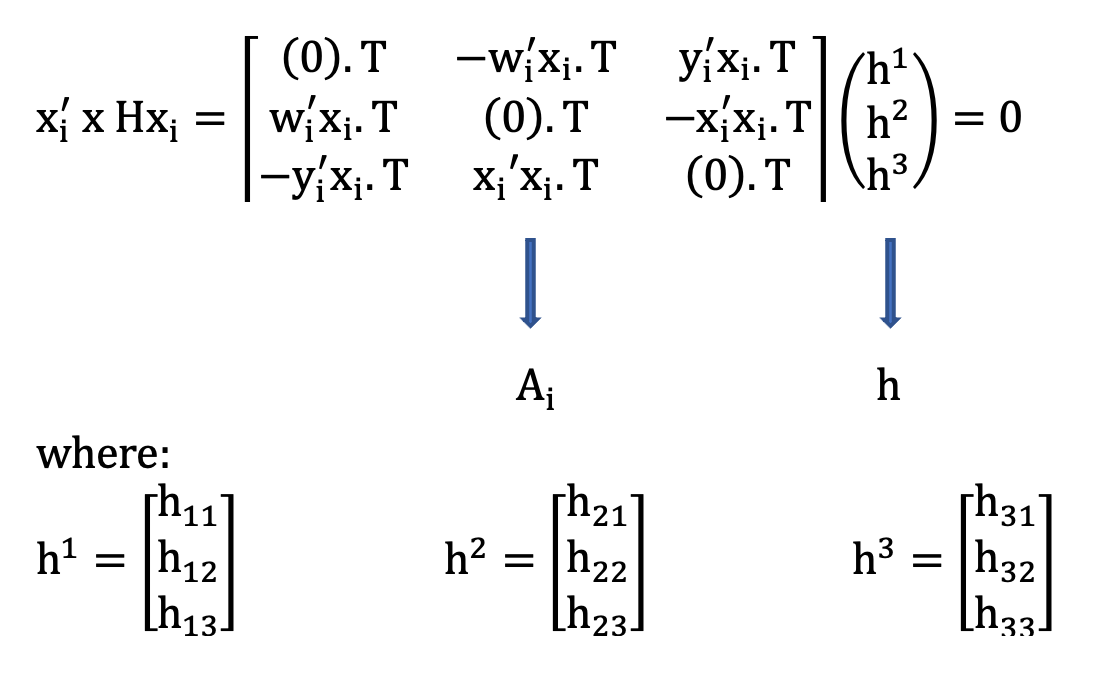 x′ᵢ x Hxᵢ = [ (0). T   −w′ᵢxᵢ. T   y′ᵢxᵢ. T ] (h¹) = 0
[ w′ᵢxᵢ. T   (0). T   −x′ᵢxᵢ. T ] (h²)
[ −y′ᵢxᵢ. T   xᵢ′xᵢ. T   (0). T ] (h³)
Aᵢ   h
where:
h¹ = [h₁₁]   h² = [h₂₁]   h³ = [h₃₁]
[h₁₂]   [h₂₂]   [h₃₂]
[h₁₃]   [h₂₃]   [h₃₃]